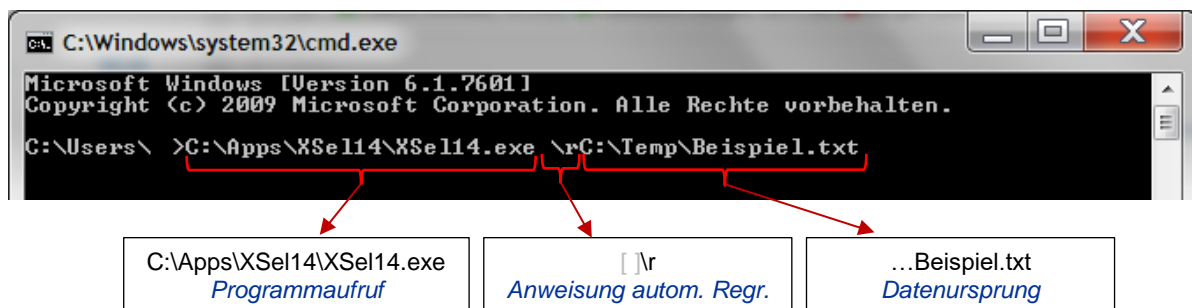 C:\Windows\system32\cmd.exe
Microsoft Windows [Version 6.1.7601]
Copyright (c) 2009 Microsoft Corporation. Alle Rechte vorbehalten.
C:\Users\ >C:\Apps\XSel14\XSel14.exe \rC:\Temp\Beispiel.txt
C:\Apps\XSel14\XSel14.exe
Programmaufruf
[ ]\r
Anweisung autom. Regr.
…Beispiel.txt
Datenursprung